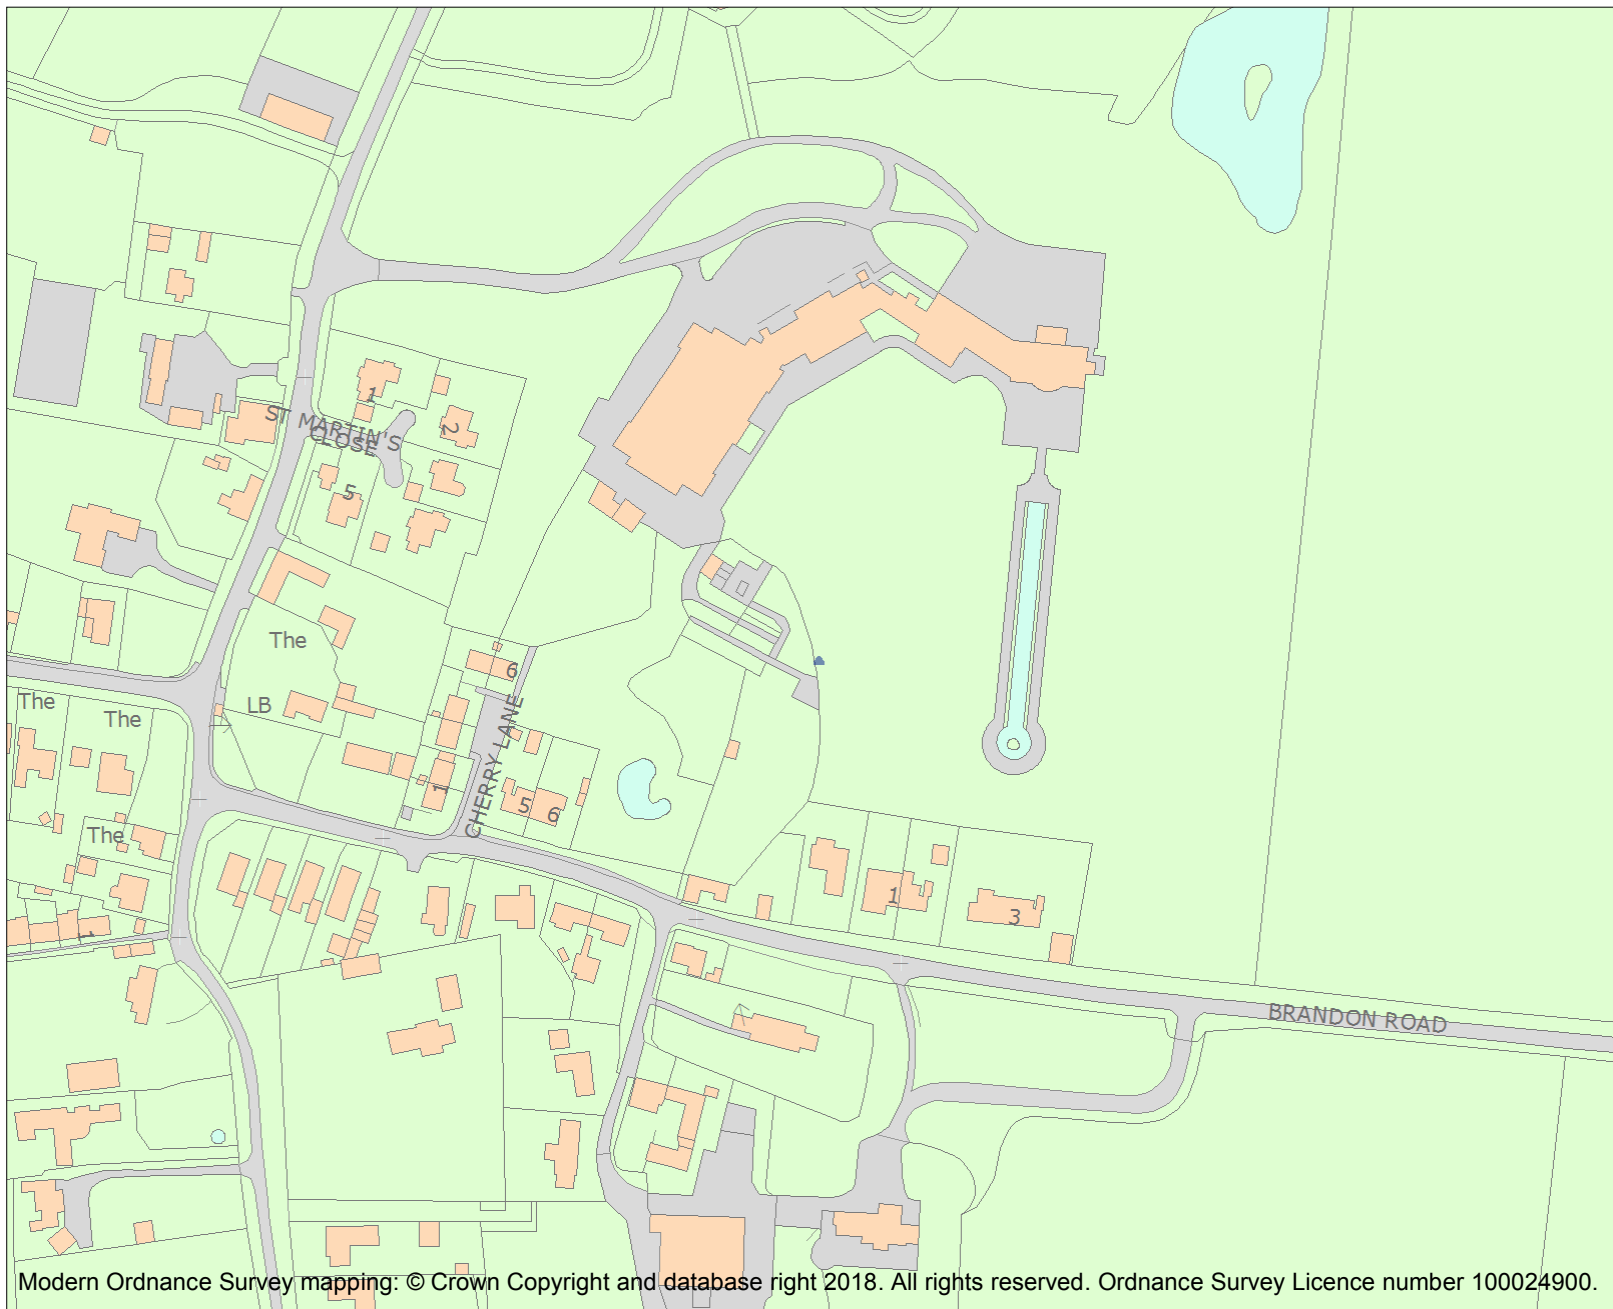 1
2
ST MARTIN'S
CLOSE
5
The
6
LB
The
The
CHERRY LANE
1
5
6
The
1
1
3
BRANDON ROAD
Modern Ordnance Survey mapping: © Crown Copyright and database right 2018. All rights reserved. Ordnance Survey Licence number 100024900.